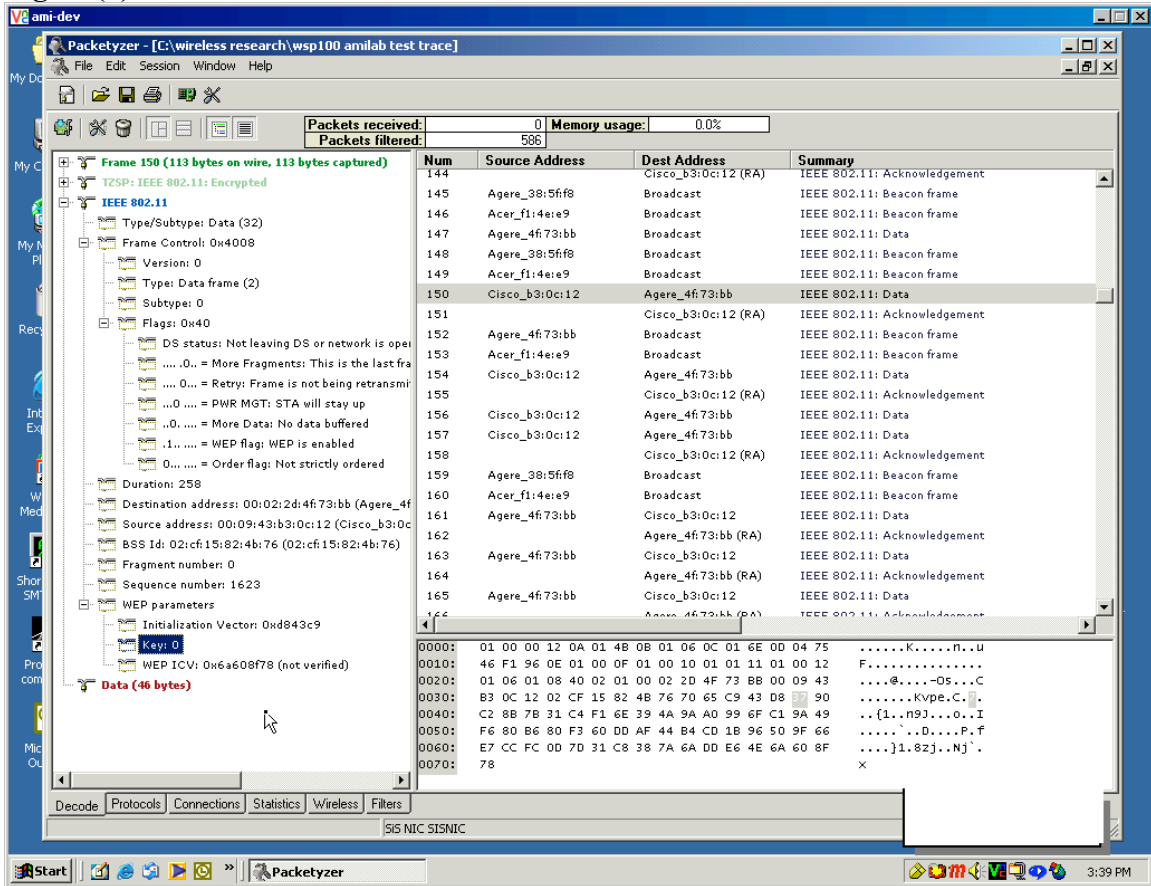 ami-dev
Packetyzer - [C:\wireless research\wsp100 amilab test trace]
File Edit Session Window Help
Packets received: 0 Memory usage: 0.0%
Packets filtered: 586
Frame 150 (113 bytes on wire, 113 bytes captured)
TZSP: IEEE 802.11: Encrypted
IEEE 802.11
Type/Subtype: Data (32)
Frame Control: 0x4008
Version: 0
Type: Data frame (2)
Subtype: 0
Flags: 0x40
DS status: Not leaving DS or network is oper
.... .0.. = More Fragments: This is the last fra
.... 0... = Retry: Frame is not being retransmi
...0 .... = PWR MGT: STA will stay up
..0. .... = More Data: No data buffered
.1.. .... = WEP flag: WEP is enabled
0... .... = Order flag: Not strictly ordered
Duration: 258
Destination address: 00:02:2d:4f:73:bb (Agere_4f
Source address: 00:09:43:b3:0c:12 (Cisco_b3:0c
BSS Id: 02:cf:15:82:4b:76 (02:cf:15:82:4b:76)
Fragment number: 0
Sequence number: 1623
WEP parameters
Initialization Vector: 0xd843c9
Key: 0
WEP ICV: 0x6a608f78 (not verified)
Data (46 bytes)
Num Source Address Dest Address Summary
144 Cisco_b3:0c:12 (RA) IEEE 802.11: Acknowledgement
145 Agere_38:5f:f8 Broadcast IEEE 802.11: Beacon frame
146 Acer_f1:4e:e9 Broadcast IEEE 802.11: Beacon frame
147 Agere_4f:73:bb Broadcast IEEE 802.11: Data
148 Agere_38:5f:f8 Broadcast IEEE 802.11: Beacon frame
149 Acer_f1:4e:e9 Broadcast IEEE 802.11: Beacon frame
150 Cisco_b3:0c:12 Agere_4f:73:bb IEEE 802.11: Data
151 Cisco_b3:0c:12 (RA) IEEE 802.11: Acknowledgement
152 Agere_4f:73:bb Broadcast IEEE 802.11: Beacon frame
153 Acer_f1:4e:e9 Broadcast IEEE 802.11: Beacon frame
154 Cisco_b3:0c:12 Agere_4f:73:bb IEEE 802.11: Data
155 Cisco_b3:0c:12 (RA) IEEE 802.11: Acknowledgement
156 Cisco_b3:0c:12 Agere_4f:73:bb IEEE 802.11: Data
157 Cisco_b3:0c:12 Agere_4f:73:bb IEEE 802.11: Data
158 Cisco_b3:0c:12 (RA) IEEE 802.11: Acknowledgement
159 Agere_38:5f:f8 Broadcast IEEE 802.11: Beacon frame
160 Acer_f1:4e:e9 Broadcast IEEE 802.11: Beacon frame
161 Agere_4f:73:bb Cisco_b3:0c:12 IEEE 802.11: Data
162 Agere_4f:73:bb (RA) IEEE 802.11: Acknowledgement
163 Agere_4f:73:bb Cisco_b3:0c:12 IEEE 802.11: Data
164 Agere_4f:73:bb (RA) IEEE 802.11: Acknowledgement
165 Agere_4f:73:bb Cisco_b3:0c:12 IEEE 802.11: Data
166 Agere_4f:73:bb (RA) IEEE 802.11: Acknowledgement
0000: 01 00 00 12 0A 01 4B 0B 01 06 0C 01 6E 0D 04 75 ......K.....n..u
0010: 46 F1 96 0E 01 00 0F 01 00 10 01 01 11 01 00 12 F...............
0020: 01 06 01 08 40 02 01 00 02 2D 4F 73 BB 00 09 43 ....@....-Os...C
0030: B3 0C 12 02 CF 15 82 4B 76 70 65 C9 43 D8 37 90 .......Kvpe.C.7.
0040: C2 8B 7B 31 C4 F1 6E 39 4A 9A A0 99 6F C1 9A 49 ..{1..n9J...o..I
0050: F6 80 B6 80 F3 60 DD AF 44 B4 CD 1B 96 50 9F 66 .....`..D....P.f
0060: E7 CC FC 0D 7D 31 C8 38 7A 6A DD E6 4E 6A 60 8F ....}1.8zj..Nj`.
0070: 78 x
Decode Protocols Connections Statistics Wireless Filters
SiS NIC SISNIC
Start Packetyzer 3:39 PM